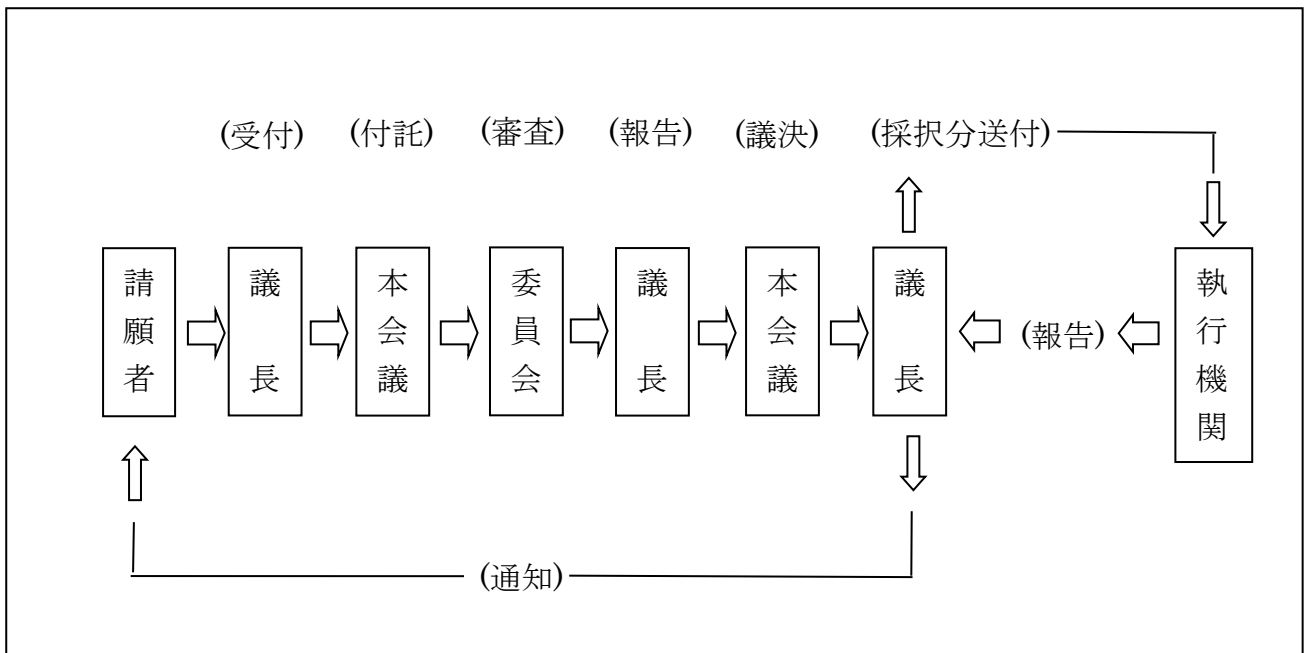 (受付) (付託) (審査) (報告) (議決) (採択分送付)
請願者
議長
本会議
委員会
議長
本会議
議長
(報告)
執行機関
(通知)